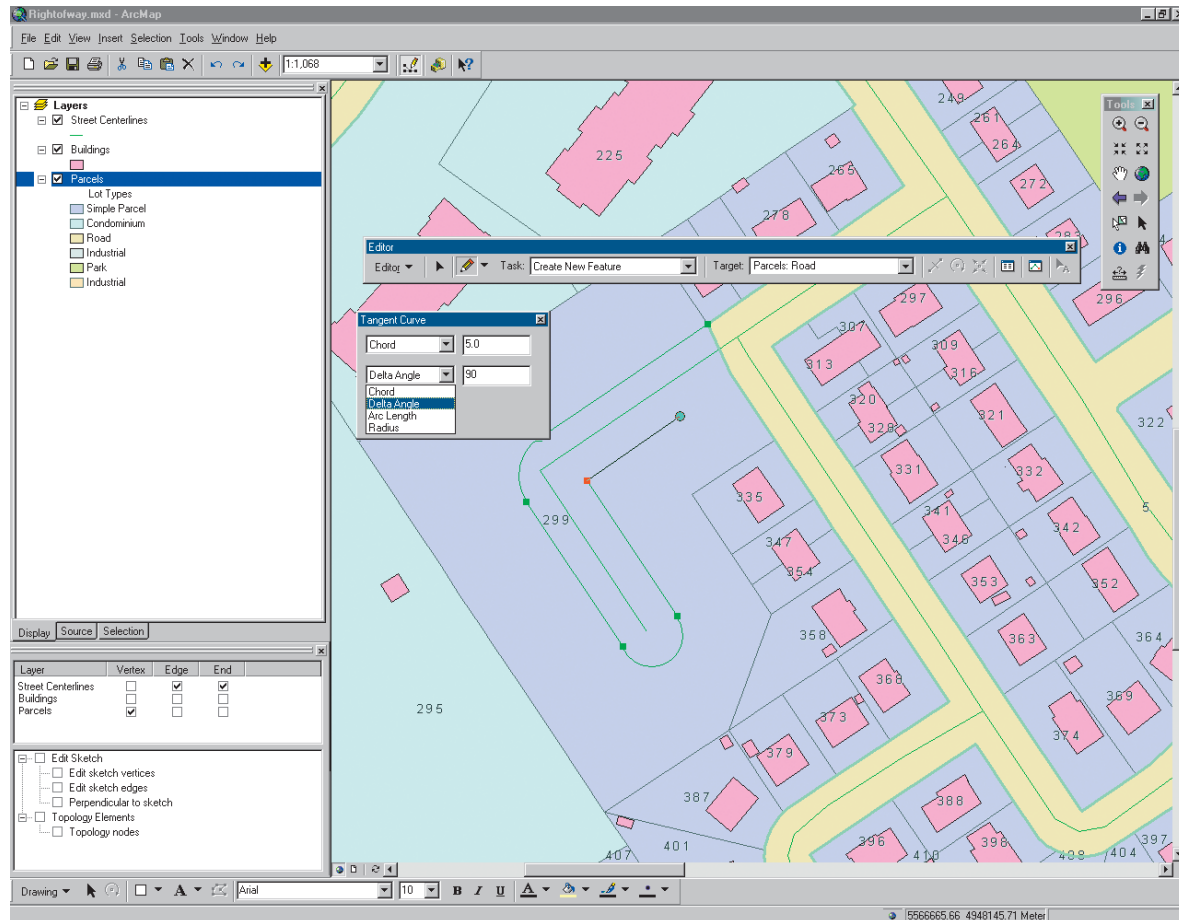 Rightofway.mxd - ArcMap
File Edit View Insert Selection Tools Window Help
1:1,068
Layers
Street Centerlines
Buildings
Parcels
Lot Types
Simple Parcel
Condominium
Road
Industrial
Park
Industrial
Display Source Selection
Layer Vertex Edge End
Street Centerlines
Buildings
Parcels
Edit Sketch
Edit sketch vertices
Edit sketch edges
Perpendicular to sketch
Topology Elements
Topology nodes
Tools
Editor
Editor Task: Create New Feature Target: Parcels: Road
Tangent Curve
Chord 5.0
Delta Angle 90
Chord
Delta Angle
Arc Length
Radius
249
261
264
225
265
272
278
283
297
296
307
313
309
316
320
328
321
322
331
332
335
341
346
342
5
347
354
353
352
299
358
363
364
368
369
295
373
374
379
387
388
401
396
398
397
407
410
408
404
Drawing A Arial 10 B I U A
5566665.66 4948145.71 Meter